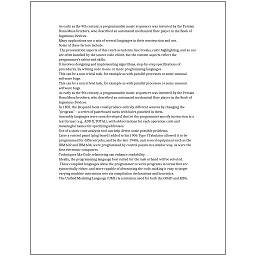 As early as the 9th century, a programmable music sequencer was invented by the Persian
Banu Musa brothers, who described an automated mechanical flute player in the Book of
Ingenious Devices.
Many applications use a mix of several languages in their construction and use.
Some of these factors include:
The presentation aspects of this (such as indents, line breaks, color highlighting, and so on)
are often handled by the source code editor, but the content aspects reflect the
programmer's talent and skills.
It involves designing and implementing algorithms, step-by-step specifications of
procedures, by writing code in one or more programming languages.
This can be a non-trivial task, for example as with parallel processes or some unusual
software bugs.
This can be a non-trivial task, for example as with parallel processes or some unusual
software bugs.
As early as the 9th century, a programmable music sequencer was invented by the Persian
Banu Musa brothers, who described an automated mechanical flute player in the Book of
Ingenious Devices.
In 1801, the Jacquard loom could produce entirely different weaves by changing the
"program" – a series of pasteboard cards with holes punched in them.
Assembly languages were soon developed that let the programmer specify instruction in a
text format (e.g., ADD X, TOTAL), with abbreviations for each operation code and
meaningful names for specifying addresses.
Use of a static code analysis tool can help detect some possible problems.
Later a control panel (plug board) added to his 1906 Type I Tabulator allowed it to be
programmed for different jobs, and by the late 1940s, unit record equipment such as the
IBM 602 and IBM 604, were programmed by control panels in a similar way, as were the
first electronic computers.
Techniques like Code refactoring can enhance readability.
Ideally, the programming language best suited for the task at hand will be selected.
These compiled languages allow the programmer to write programs in terms that are
syntactically richer, and more capable of abstracting the code, making it easy to target
varying machine instruction sets via compilation declarations and heuristics.
The Unified Modeling Language (UML) is a notation used for both the OOAD and MDA.